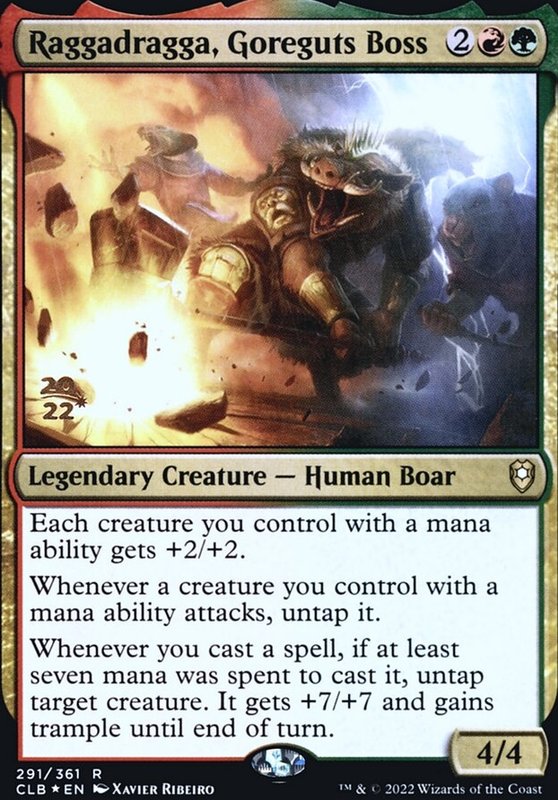 Raggadragga, Goreguts Boss 2
20
22
Legendary Creature — Human Boar
Each creature you control with a mana
ability gets +2/+2.
Whenever a creature you control with a
mana ability attacks, untap it.
Whenever you cast a spell, if at least
seven mana was spent to cast it, untap
target creature. It gets +7/+7 and gains
trample until end of turn.
4/4
291/361 R
CLB ★ EN Xavier Ribeiro
™ & © 2022 Wizards of the Coast